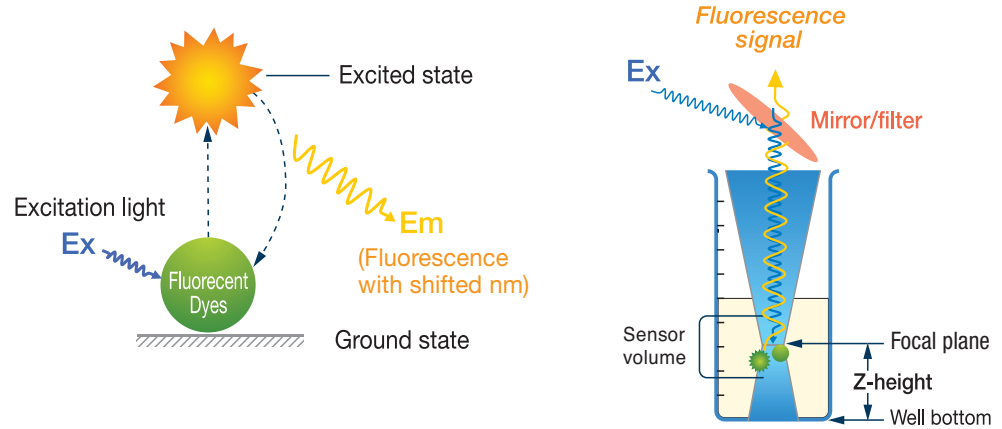 Excited state
Excitation light
Ex
Fluorecent
Dyes
Em
(Fluorescence
with shifted nm)
Ground state
Fluorescence
signal
Ex
Mirror/filter
Sensor
volume
Focal plane
Z-height
Well bottom